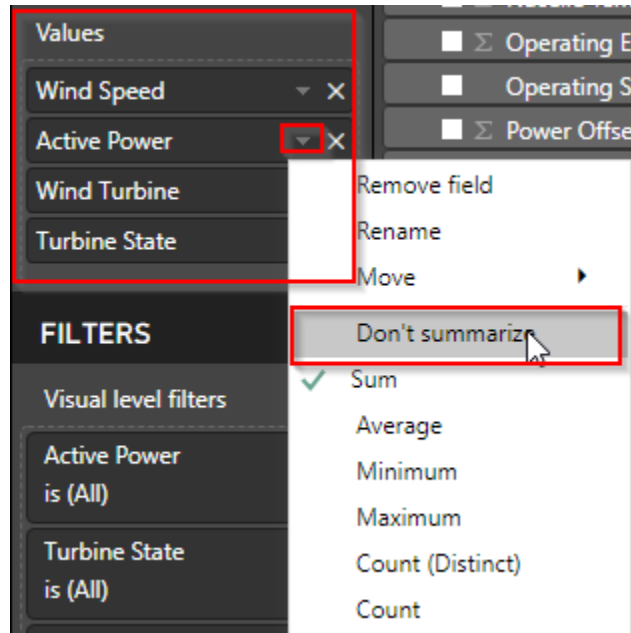 Values
Wind Speed
Active Power
Wind Turbine
Turbine State
FILTERS
Visual level filters
Active Power
is (All)
Turbine State
is (All)
Operating
Operating
Power Offse
Remove field
Rename
Move
Don't summarize
Sum
Average
Minimum
Maximum
Count (Distinct)
Count